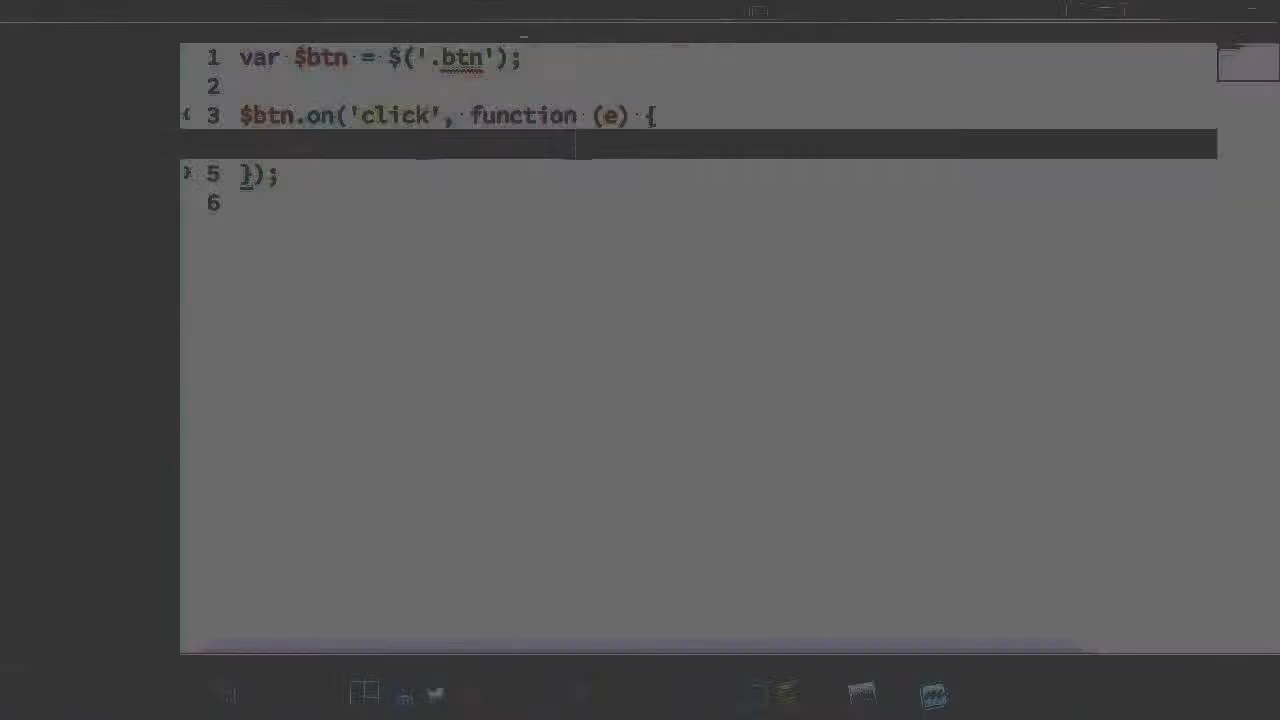 1 var $btn = $('.btn');
2
3 $btn.on('click', function (e) {
5 });
6